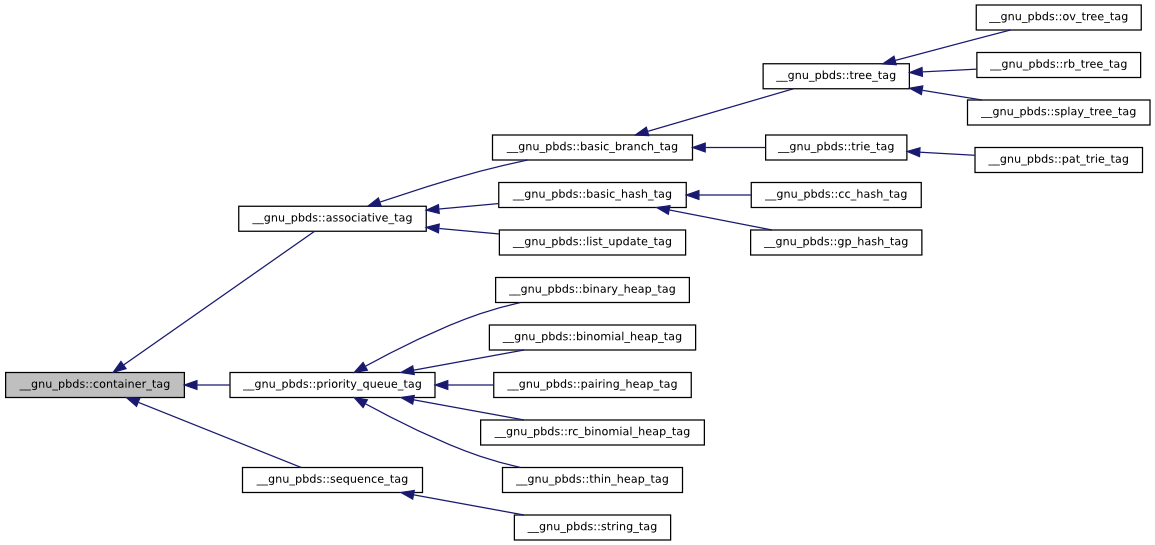 __gnu_pbds::ov_tree_tag
__gnu_pbds::rb_tree_tag
__gnu_pbds::tree_tag
__gnu_pbds::splay_tree_tag
__gnu_pbds::basic_branch_tag
__gnu_pbds::trie_tag
__gnu_pbds::pat_trie_tag
__gnu_pbds::basic_hash_tag
__gnu_pbds::cc_hash_tag
__gnu_pbds::associative_tag
__gnu_pbds::list_update_tag
__gnu_pbds::gp_hash_tag
__gnu_pbds::binary_heap_tag
__gnu_pbds::binomial_heap_tag
__gnu_pbds::container_tag
__gnu_pbds::priority_queue_tag
__gnu_pbds::pairing_heap_tag
__gnu_pbds::rc_binomial_heap_tag
__gnu_pbds::sequence_tag
__gnu_pbds::thin_heap_tag
__gnu_pbds::string_tag